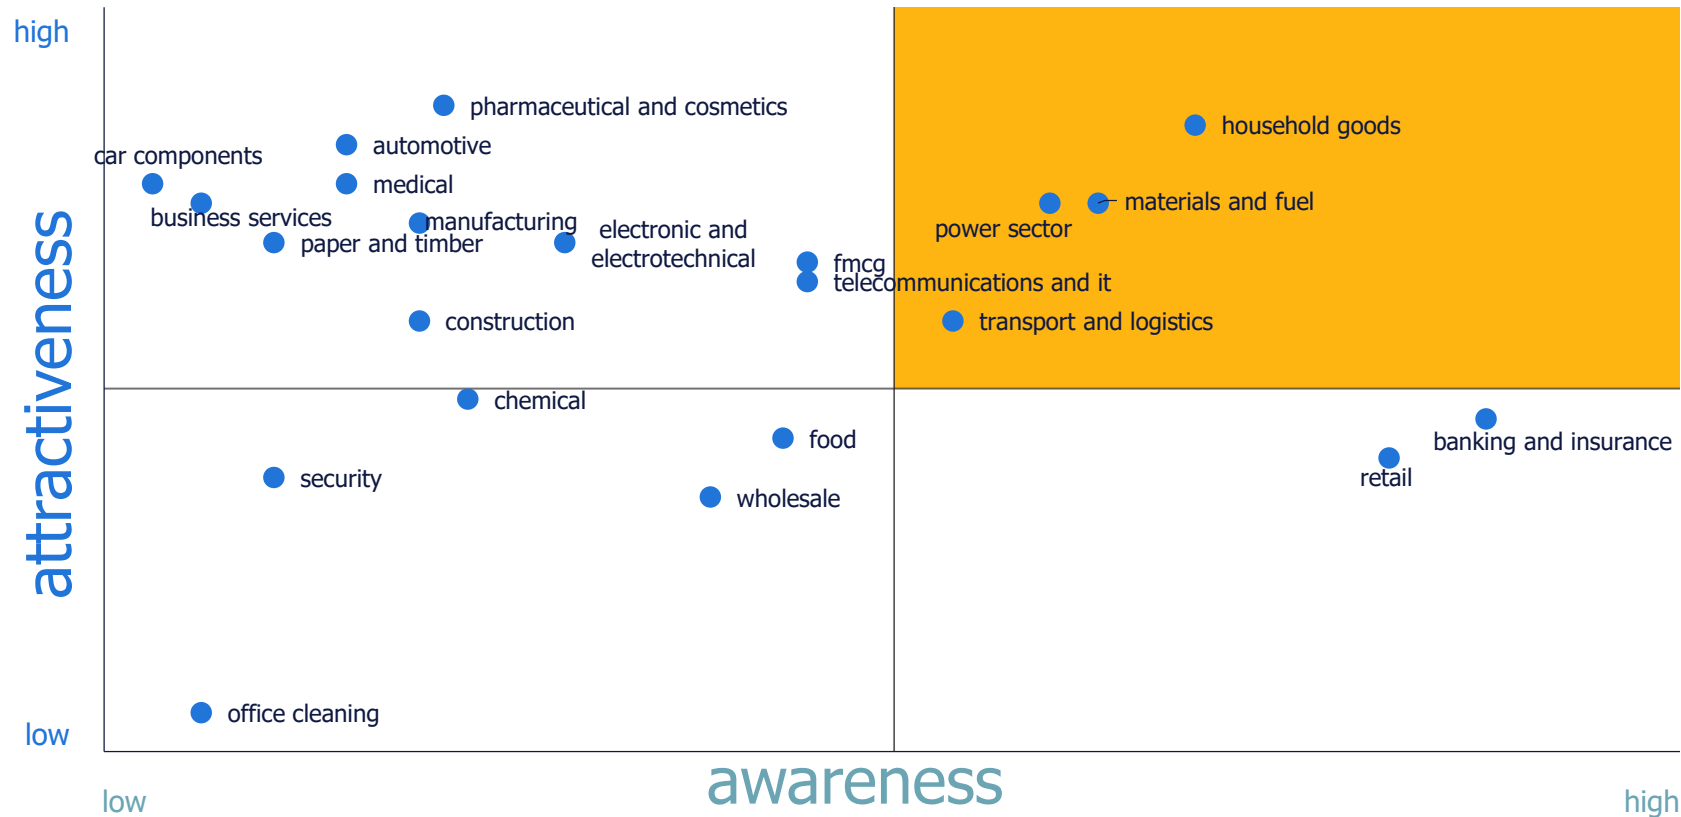 high
pharmaceutical and cosmetics
household goods
automotive
car components
medical
materials and fuel
business services
manufacturing
power sector
electronic and
electrotechnical
paper and timber
fmcg
telecommunications and it
construction
transport and logistics
attractiveness
chemical
food
banking and insurance
retail
security
wholesale
office cleaning
low
awareness
low
high